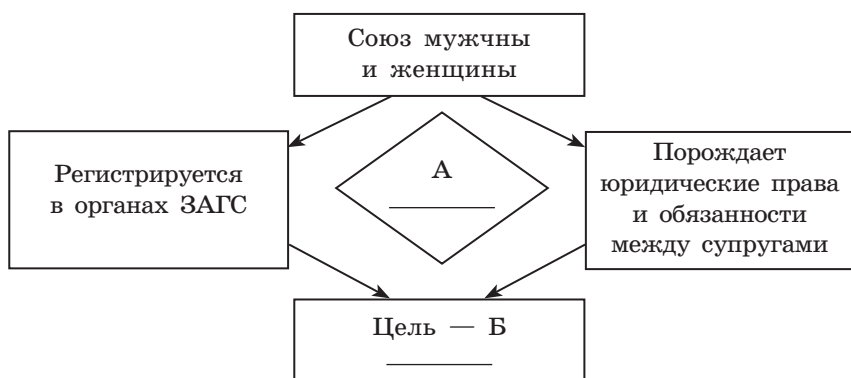 Союз мужчны
и женщины
Регистрируется
в органах ЗАГС
А
Порождает
юридические права
и обязанности
между супругами
Цель — Б